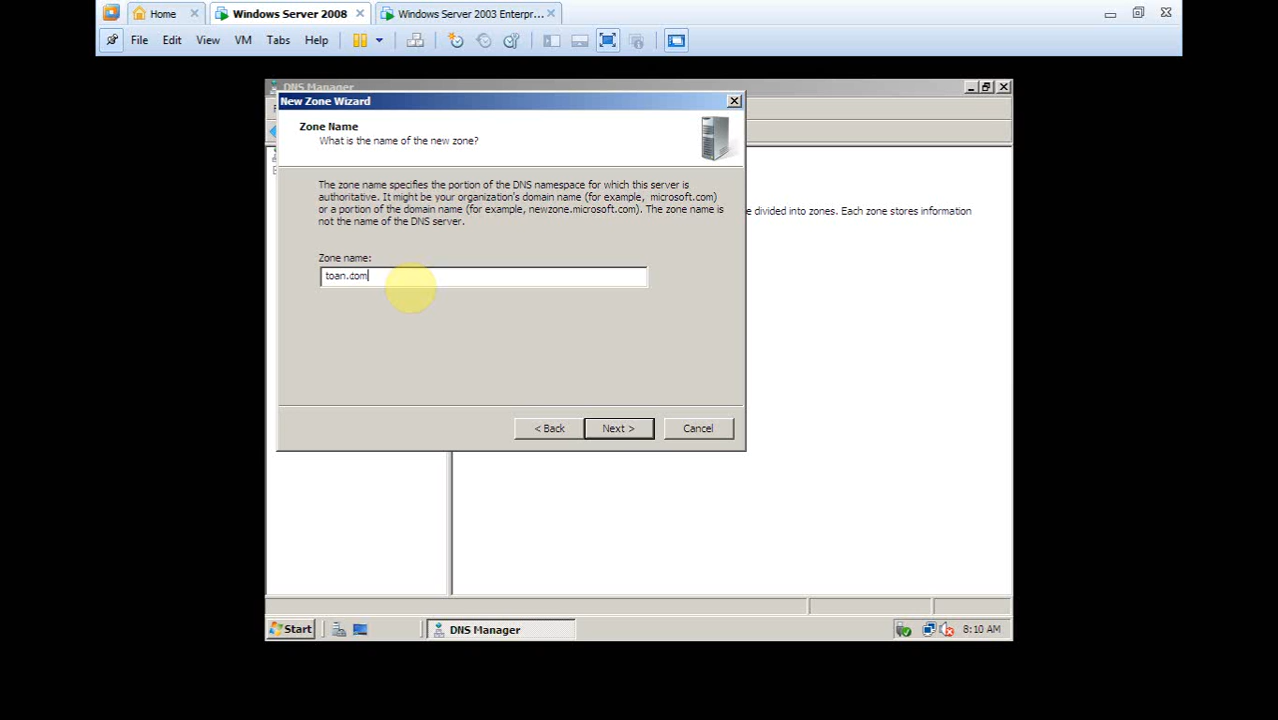 Home
Windows Server 2008
Windows Server 2003 Enterpr...
File Edit View VM Tabs Help
DNS Manager
New Zone Wizard
Zone Name
What is the name of the new zone?
The zone name specifies the portion of the DNS namespace for which this server is
authoritative. It might be your organization's domain name (for example, microsoft.com)
or a portion of the domain name (for example, newzone.microsoft.com). The zone name is
not the name of the DNS server.
e divided into zones. Each zone stores information
Zone name:
toan.com
< Back Next > Cancel
Start DNS Manager 8:10 AM